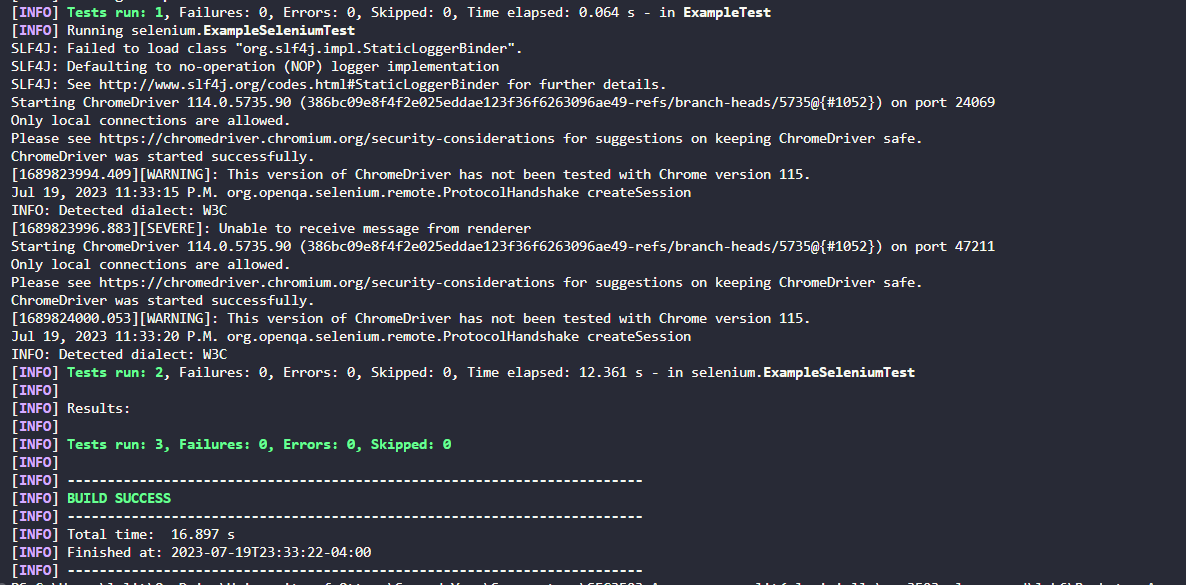 [INFO] Tests run: 1, Failures: 0, Errors: 0, Skipped: 0, Time elapsed: 0.064 s - in ExampleTest
[INFO] Running selenium.ExampleSeleniumTest
SLF4J: Failed to load class "org.slf4j.impl.StaticLoggerBinder".
SLF4J: Defaulting to no-operation (NOP) logger implementation
SLF4J: See http://www.slf4j.org/codes.html#StaticLoggerBinder for further details.
Starting ChromeDriver 114.0.5735.90 (386bc09e8f4f2e025eddae123f36f6263096ae49-refs/branch-heads/5735@{#1052}) on port 24069
Only local connections are allowed.
Please see https://chromedriver.chromium.org/security-considerations for suggestions on keeping ChromeDriver safe.
ChromeDriver was started successfully.
[1689823994.409][WARNING]: This version of ChromeDriver has not been tested with Chrome version 115.
Jul 19, 2023 11:33:15 P.M. org.openqa.selenium.remote.ProtocolHandshake createSession
INFO: Detected dialect: W3C
[1689823996.883][SEVERE]: Unable to receive message from renderer
Starting ChromeDriver 114.0.5735.90 (386bc09e8f4f2e025eddae123f36f6263096ae49-refs/branch-heads/5735@{#1052}) on port 47211
Only local connections are allowed.
Please see https://chromedriver.chromium.org/security-considerations for suggestions on keeping ChromeDriver safe.
ChromeDriver was started successfully.
[1689824000.053][WARNING]: This version of ChromeDriver has not been tested with Chrome version 115.
Jul 19, 2023 11:33:20 P.M. org.openqa.selenium.remote.ProtocolHandshake createSession
INFO: Detected dialect: W3C
[INFO] Tests run: 2, Failures: 0, Errors: 0, Skipped: 0, Time elapsed: 12.361 s - in selenium.ExampleSeleniumTest
[INFO]
[INFO] Results:
[INFO]
[INFO] Tests run: 3, Failures: 0, Errors: 0, Skipped: 0
[INFO]
[INFO] ------------------------------------------------------------------------
[INFO] BUILD SUCCESS
[INFO] ------------------------------------------------------------------------
[INFO] Total time:  16.897 s
[INFO] Finished at: 2023-07-19T23:33:22-04:00
[INFO] ------------------------------------------------------------------------